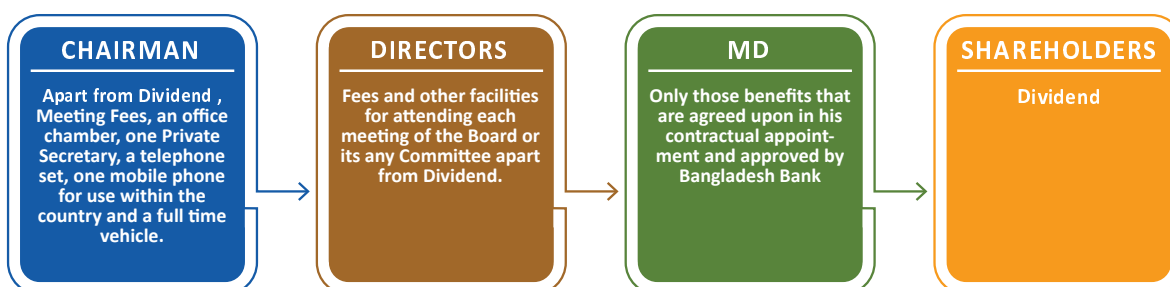 CHAIRMAN
Apart from Dividend ,
Meeting Fees, an office
chamber, one Private
Secretary, a telephone
set, one mobile phone
for use within the
country and a full time
vehicle.
DIRECTORS
Fees and other facilities
for attending each
meeting of the Board or
its any Committee apart
from Dividend.
MD
Only those benefits that
are agreed upon in his
contractual appoint-
ment and approved by
Bangladesh Bank
SHAREHOLDERS
Dividend